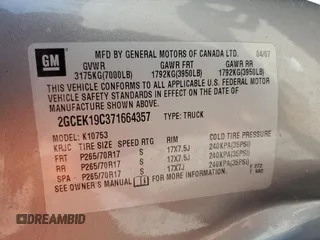 GM
MFD BY GENERAL MOTORS OF CANADA LTD. 04/07
GVWR GAWR FRT GAWR RR
3175KG(7000LB) 1792KG(3950LB) 1792KG(3950LB)
THIS VEHICLE CONFORMS TO ALL APPLICABLE U.S. FEDERAL
MOTOR VEHICLE SAFETY STANDARDS IN
EFFECT ON THE DATE OF
MANUFACTURE SHOWN ABOVE.
2GCEK19C371664357 TYPE: TRUCK
MODEL: K10753
KRJC TIRE SIZE SPEED RTG RIM COLD TIRE PRESSURE
FRT P265/70R17 S 17X7.5J 240KPA(35PSI)
RR P265/70R17 S 17X7.5J 240KPA(35PSI)
SPA P265/70R17 S 17X7J 240KPA(35PSI)
SEE OWNER'S MANUAL FOR ADDITIONAL INFORMATION.
DREAMBID